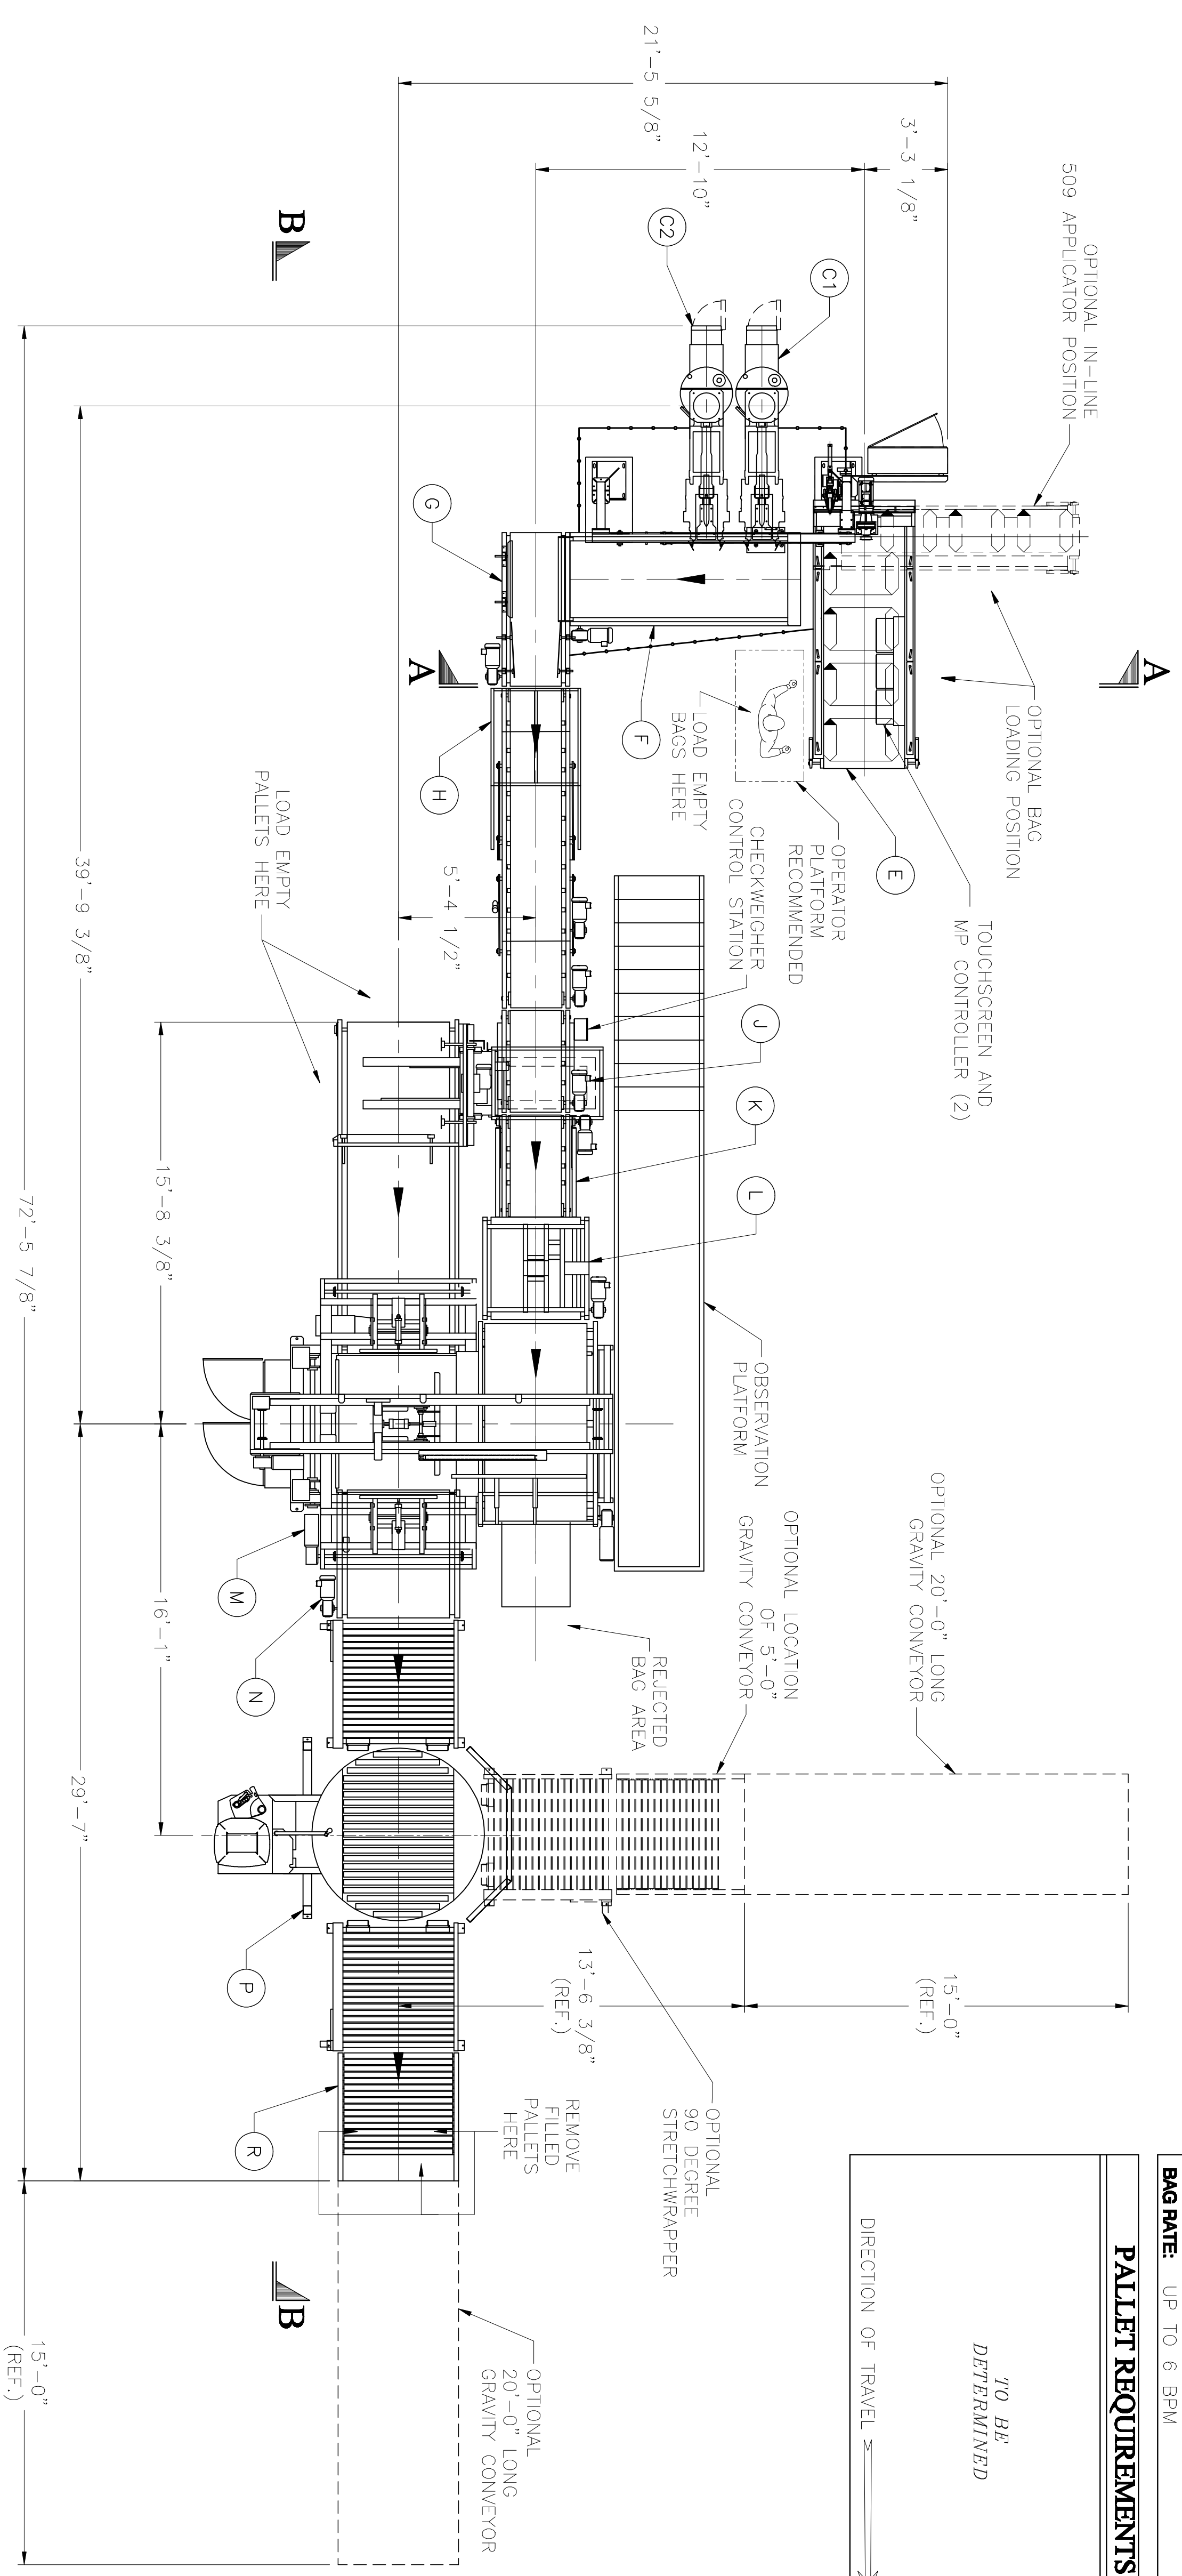 BAG RATE: UP TO 6 BPM
PALLET REQUIREMENTS
TO BE
DETERMINED
DIRECTION OF TRAVEL >
A
OPTIONAL IN-LINE
509 APPLICATOR POSITION
OPTIONAL BAG
LOADING POSITION
TOUCHSCREEN AND
MP CONTROLLER (2)
OPTIONAL 20'-0" LONG
GRAVITY CONVEYOR
15'-0"
(REF.)
3'-3 1/8"
E
C1
OPERATOR
PLATFORM
RECOMMENDED
J
K
L
CHECKWEIGHER
CONTROL STATION
OBSERVATION
PLATFORM
OPTIONAL LOCATION
OF 5'-0"
GRAVITY CONVEYOR
12'-10"
21'-5 5/8"
C2
LOAD EMPTY
BAGS HERE
F
REJECTED
BAG AREA
OPTIONAL
90 DEGREE
STRETCHWRAPPER
13'-6 3/8"
(REF.)
REMOVE
FILLED
PALLETS
HERE
OPTIONAL
20'-0" LONG
GRAVITY CONVEYOR
G
A
H
5'-4 1/2"
B
LOAD EMPTY
PALLETS HERE
M
N
P
R
B
15'-8 3/8"
16'-1"
39'-9 3/8"
29'-7"
72'-5 7/8"
15'-0"
(REF.)